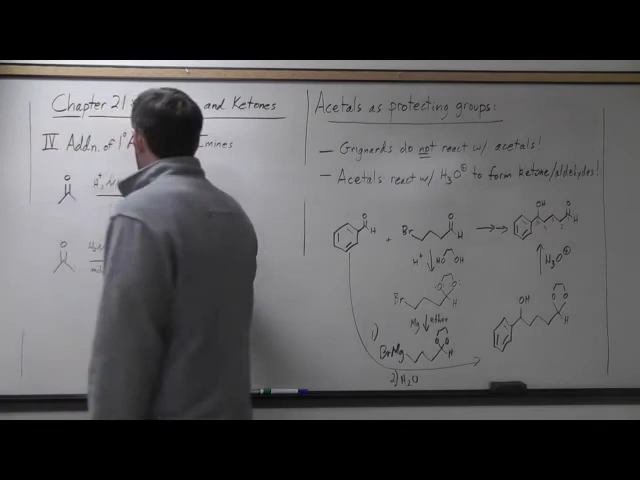 Chapter 21: and Ketones
IV Addn. of 1° A Imines
O
H⁺,
O
Acetals as protecting groups:
– Grignards do not react w/ acetals!
– Acetals react w/ H₃O⊕ to form ketone/aldehydes!
O H + Br O H →→ OH O H
H⁺ HO OH
H₃O⊕
Br O O H
Mg ether
OH O O H
1)
BrMg O O H
2) H₂O